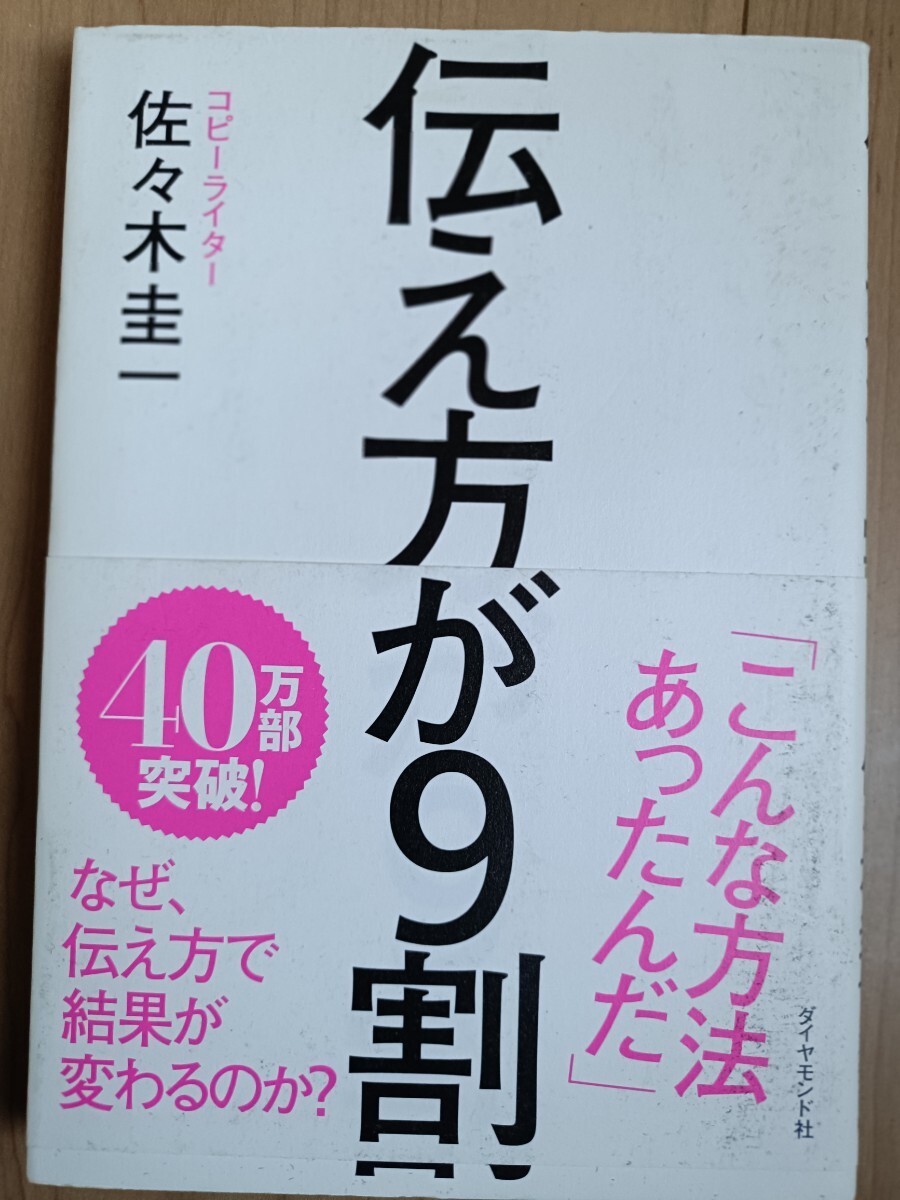 伝え方が9割
コピーライター
佐々木圭一
「こんな方法
あったんだ」
40万部
突破!
なぜ、
伝え方で
結果が
変わるのか?
ダイヤモンド社